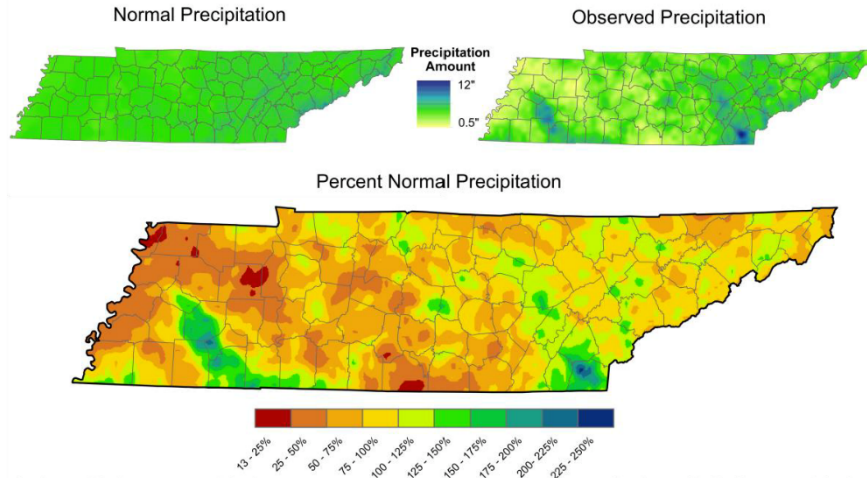 Normal Precipitation
Observed Precipitation
Precipitation
Amount
12"
0.5"
Percent Normal Precipitation
13 - 25%
25 - 50%
50 - 75%
75 - 100%
100 - 125%
125 - 150%
150 - 175%
175 - 200%
200- 225%
225 - 250%